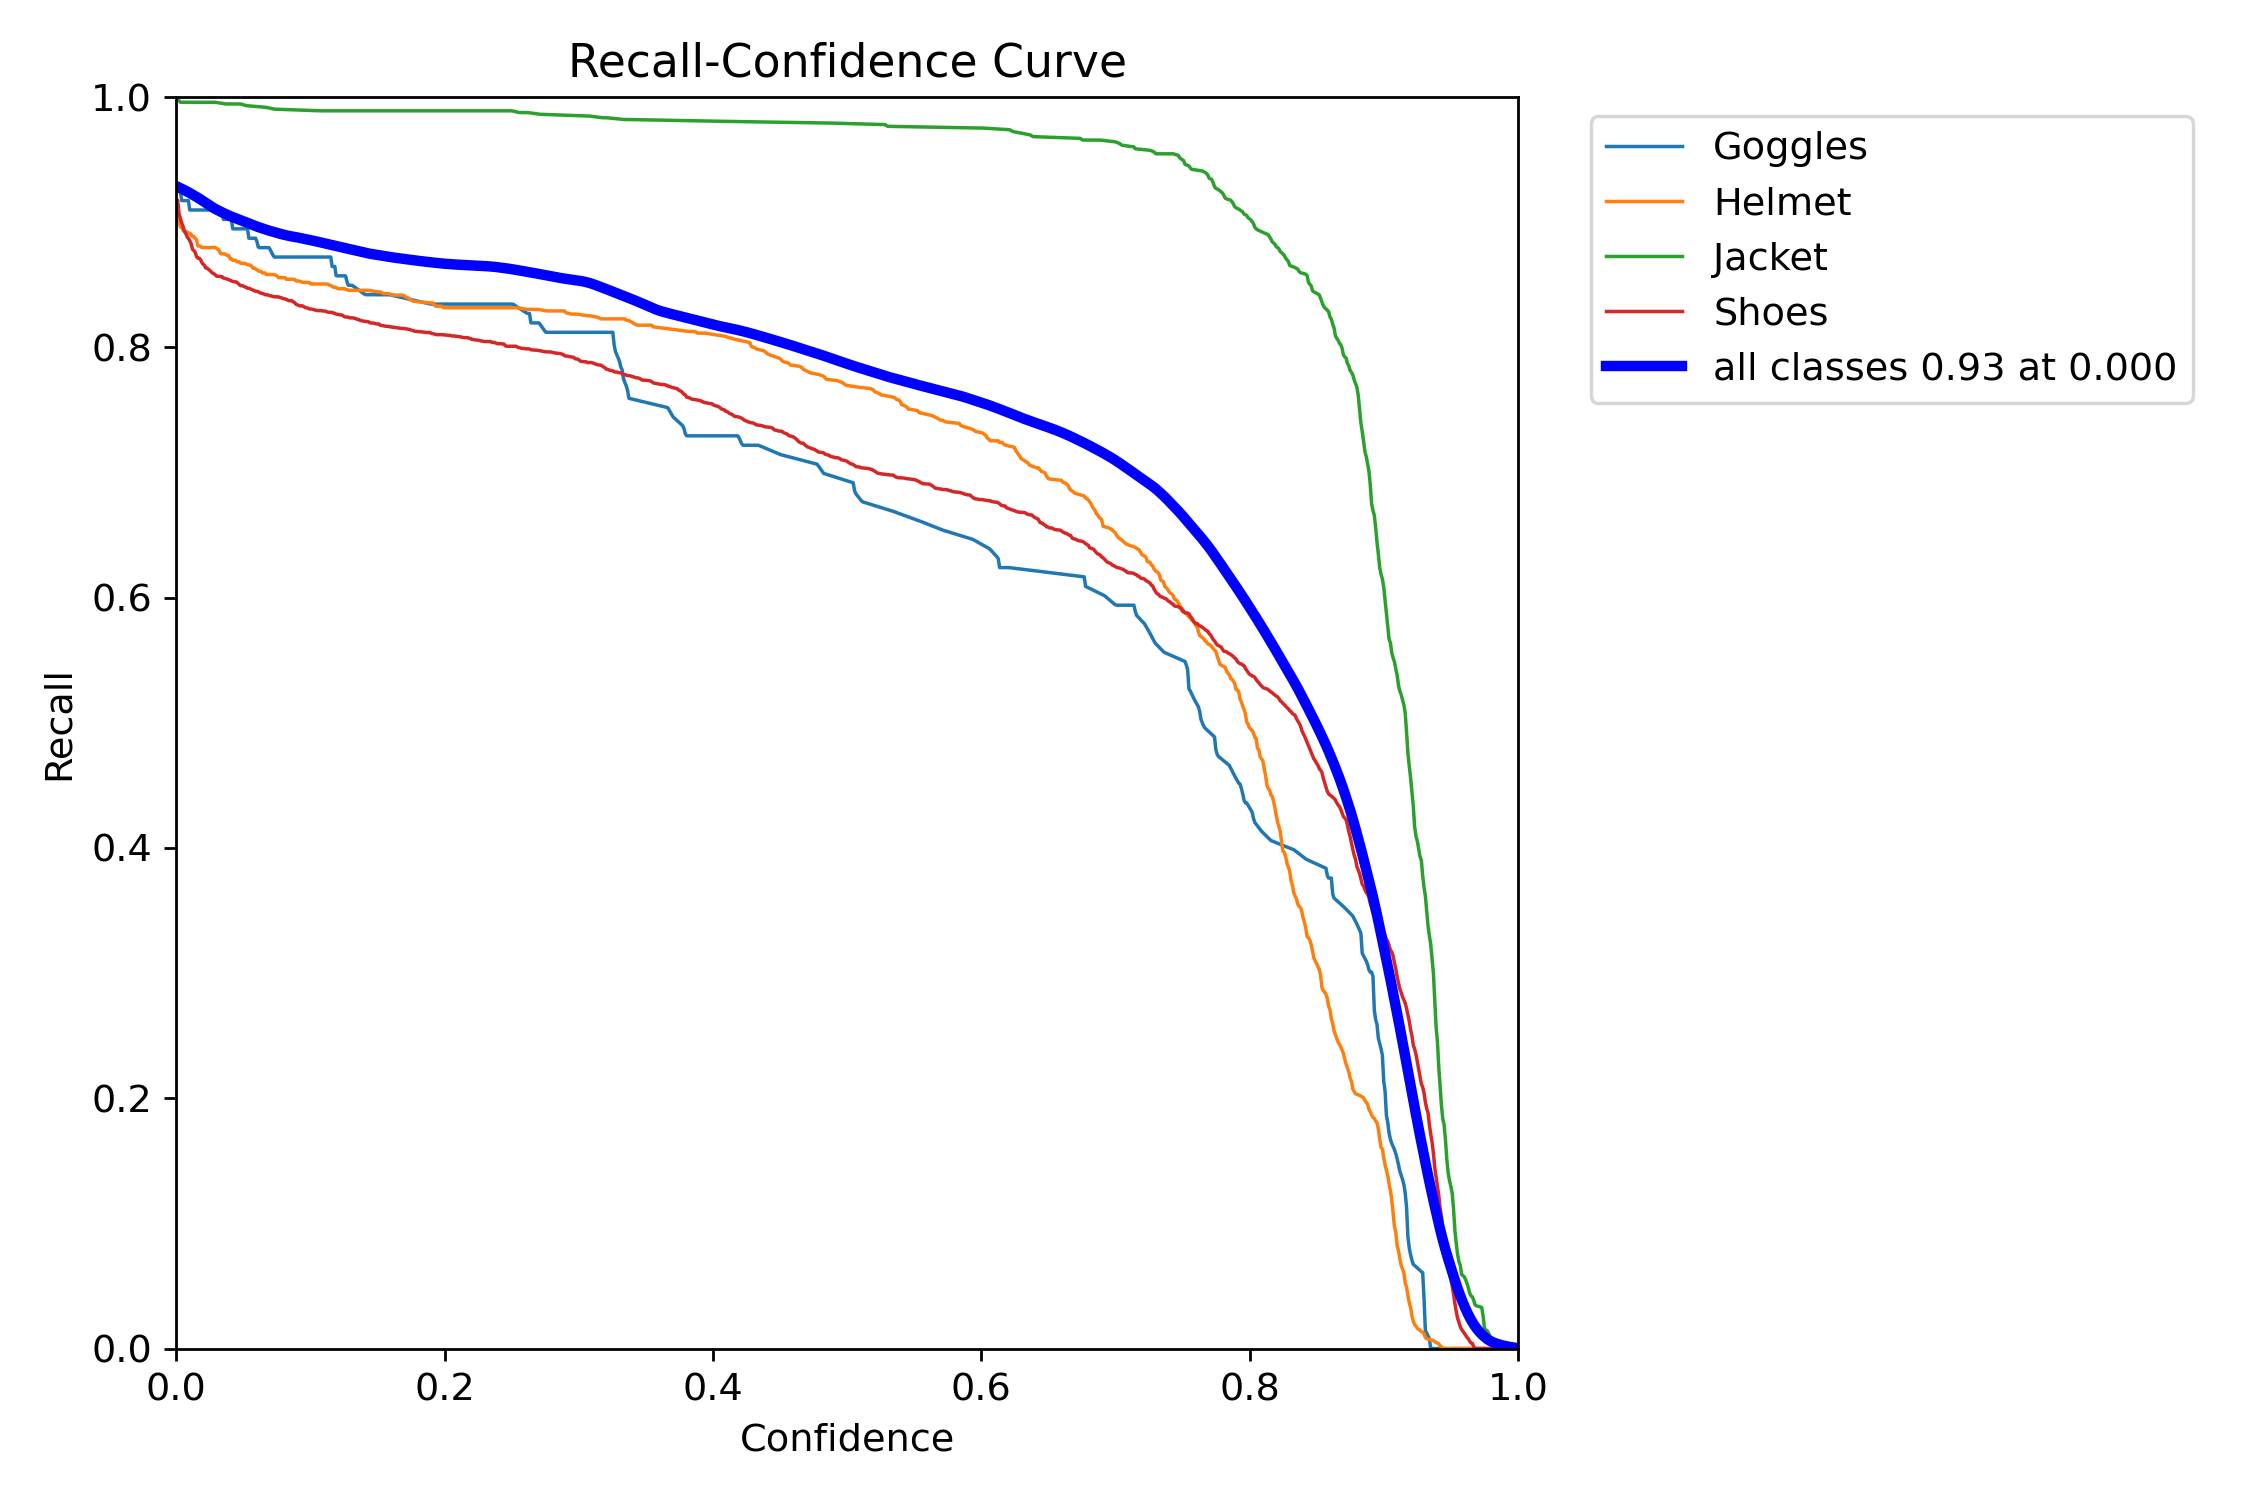 Recall-Confidence Curve
1.0
0.8
0.6
0.4
0.2
0.0
Recall
0.0 0.2 0.4 0.6 0.8 1.0
Confidence
Goggles
Helmet
Jacket
Shoes
all classes 0.93 at 0.000